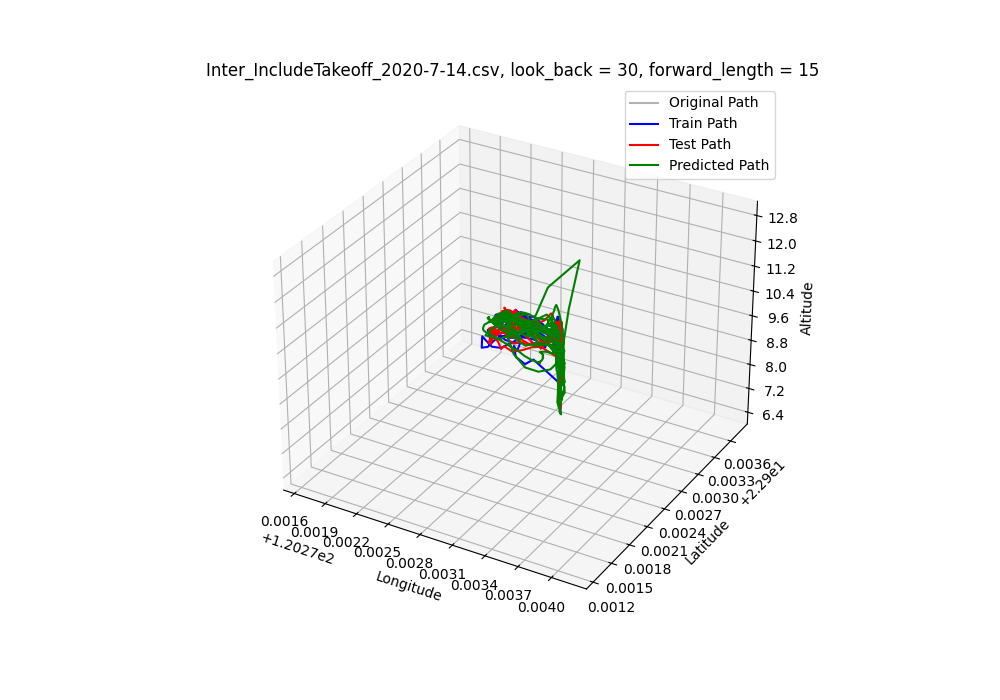 Inter_IncludeTakeoff_2020-7-14.csv, look_back = 30, forward_length = 15
Original Path
Train Path
Test Path
Predicted Path
12.8
12.0
11.2
10.4
9.6
8.8
8.0
7.2
6.4
Altitude
0.0036
0.0033
0.0030
0.0027
0.0024
0.0021
0.0018
0.0015
0.0012
+2.29e1
Latitude
0.0016
0.0019
0.0022
0.0025
0.0028
0.0031
0.0034
0.0037
0.0040
+1.2027e2
Longitude